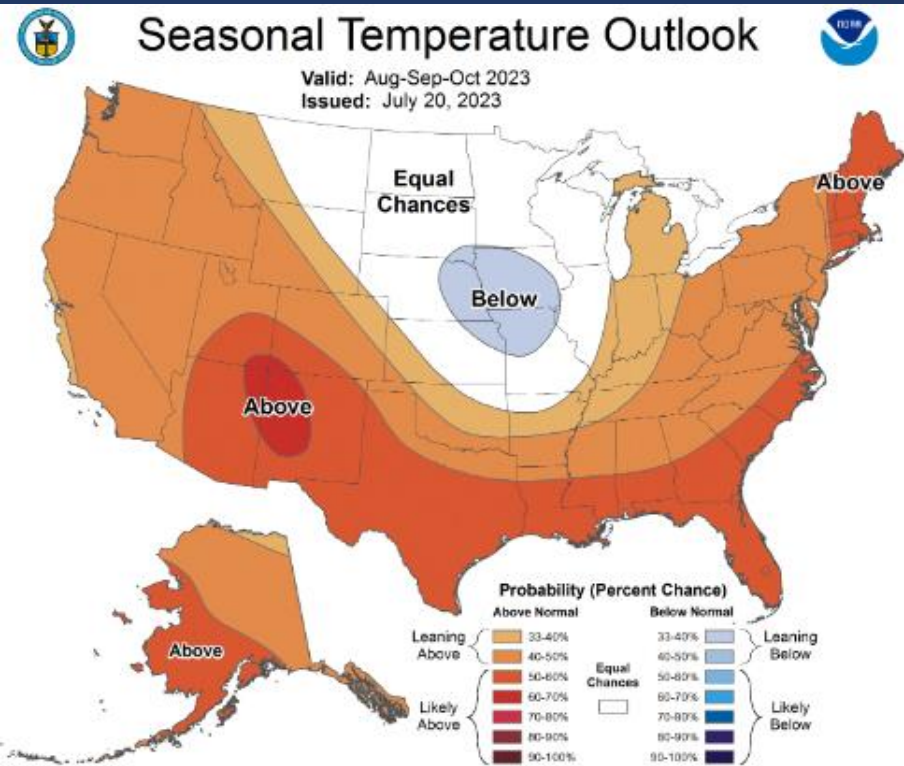 Seasonal Temperature Outlook
NOAA
Valid: Aug-Sep-Oct 2023
Issued: July 20, 2023
Equal
Chances
Above
Below
Above
Above
Probability (Percent Chance)
Above Normal
Below Normal
Leaning
Above
33-40%
40-50%
Likely
Above
50-60%
60-70%
70-80%
80-90%
90-100%
Equal
Chances
33-40%
40-50%
Leaning
Below
50-60%
60-70%
70-80%
80-90%
90-100%
Likely
Below